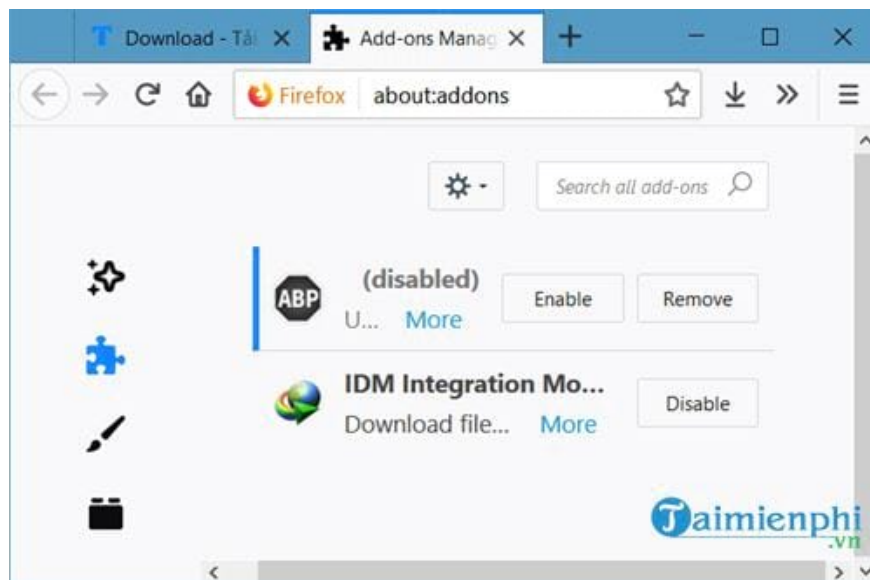 T Download - Tải
Add-ons Manag
Firefox about:addons
Search all add-ons
ABP
(disabled)
U... More
Enable
Remove
IDM Integration Mo...
Download file... More
Disable
Taimienphi
.vn